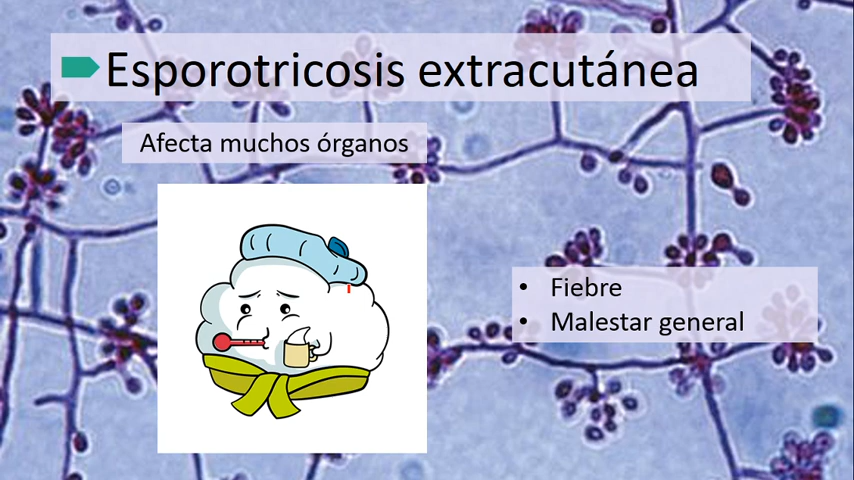 Esporotricosis extracutánea
Afecta muchos órganos
• Fiebre
• Malestar general